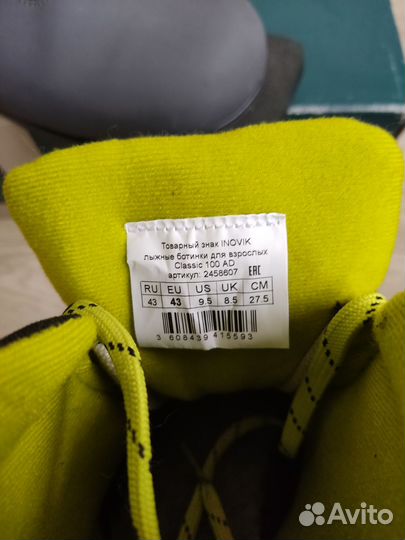 Товарный знак INOVIK
лыжные ботинки для взрослых
Classic 100 AD
артикул: 2458607 EAC
RU EU US UK CM
43 43 9.5 8.5 27.5
3 608439 415593
Avito